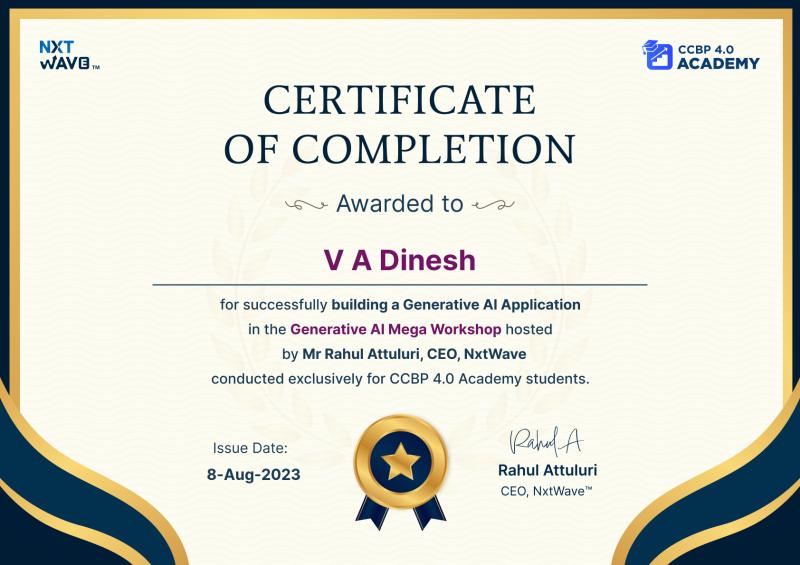 NXT
WAVE™
CCBP 4.0
ACADEMY
CERTIFICATE
OF COMPLETION
Awarded to
V A Dinesh
for successfully building a Generative AI Application
in the Generative AI Mega Workshop hosted
by Mr Rahul Attuluri, CEO, NxtWave
conducted exclusively for CCBP 4.0 Academy students.
Issue Date:
8-Aug-2023
Rahul A
Rahul Attuluri
CEO, NxtWave™